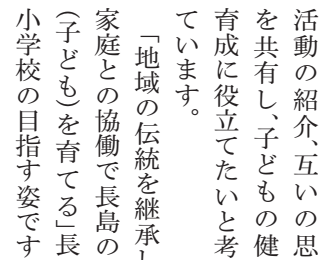 活動の紹介、互いの思
を共有し、子どもの健
育成に役立てたいと考
ています。
「地域の伝統を継承し
家庭との協働で長島の
（子ども）を育てる」長
小学校の目指す姿です